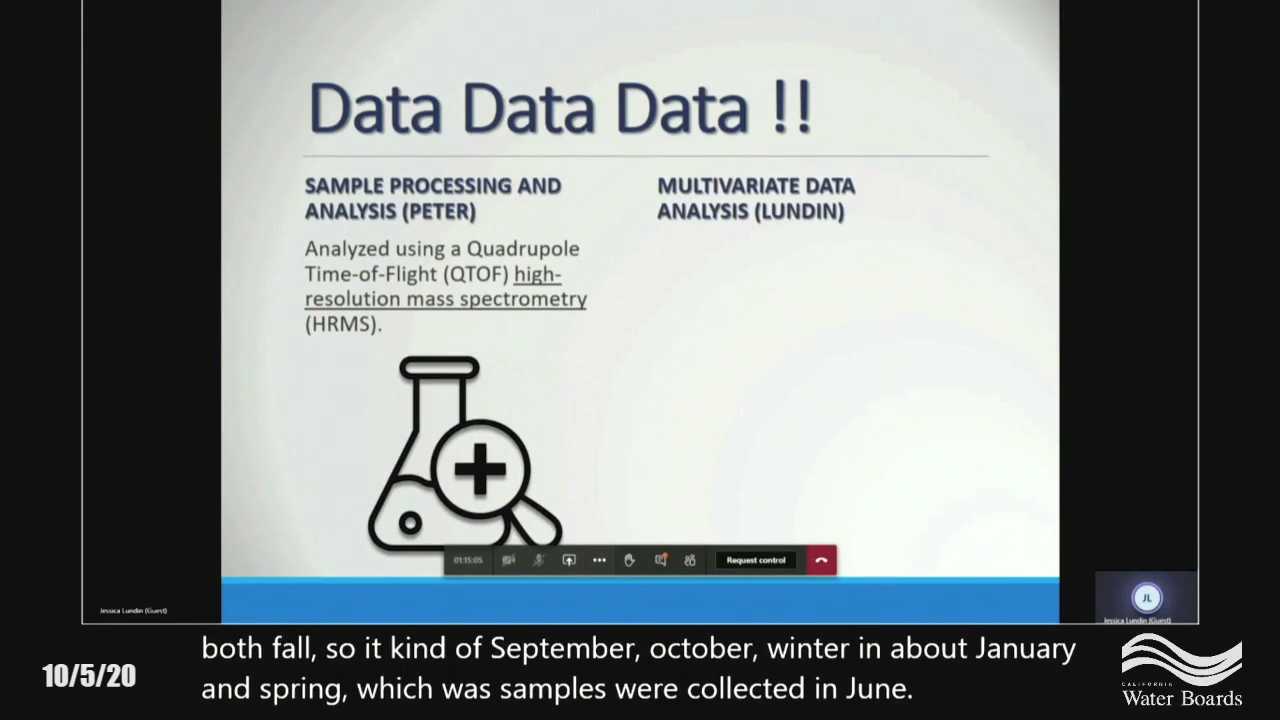 Data Data Data !!
SAMPLE PROCESSING AND
ANALYSIS (PETER)
Analyzed using a Quadrupole
Time-of-Flight (QTOF) high-
resolution mass spectrometry
(HRMS).
MULTIVARIATE DATA
ANALYSIS (LUNDIN)
01:15:05
Request control
JL
Jessica Lundin (Guest)
Jessica Lundin (Guest)
both fall, so it kind of September, october, winter in about January
and spring, which was samples were collected in June.
10/5/20
CALIFORNIA
Water Boards